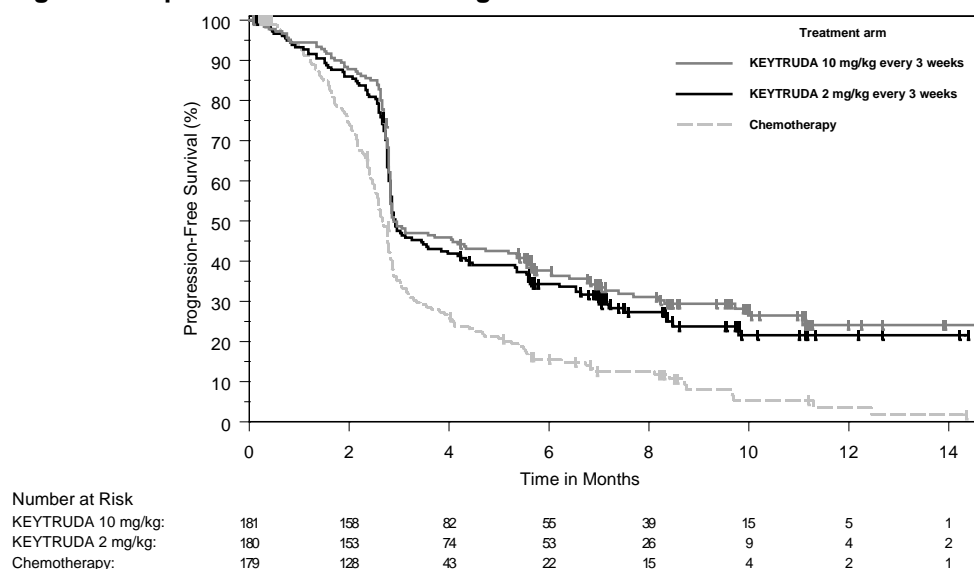 100
90
80
70
60
50
40
30
20
10
0
Progression-Free Survival (%)
Treatment arm
KEYTRUDA 10 mg/kg every 3 weeks
KEYTRUDA 2 mg/kg every 3 weeks
Chemotherapy
0 2 4 6 8 10 12 14
Time in Months
Number at Risk
KEYTRUDA 10 mg/kg: 181 158 82 55 39 15 5 1
KEYTRUDA 2 mg/kg: 180 153 74 53 26 9 4 2
Chemotherapy: 179 128 43 22 15 4 2 1